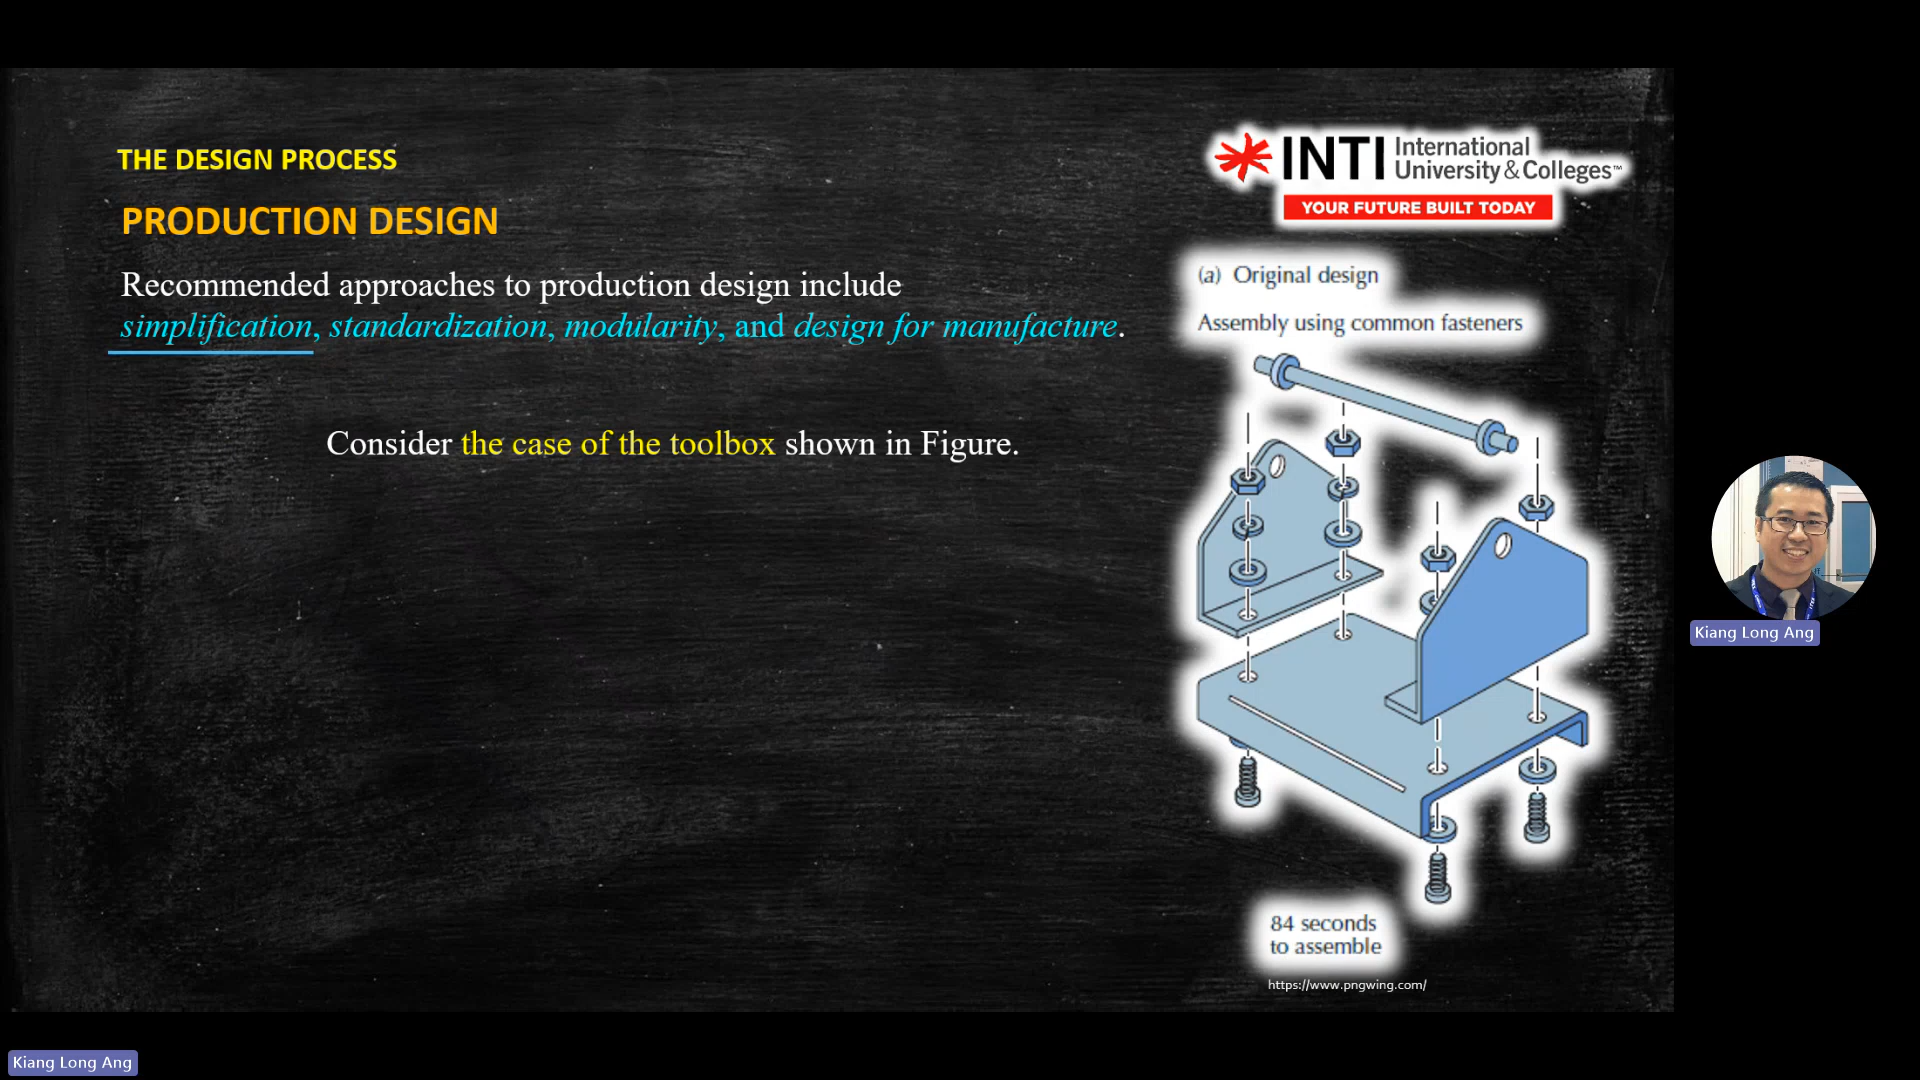 THE DESIGN PROCESS
PRODUCTION DESIGN
Recommended approaches to production design include
simplification, standardization, modularity, and design for manufacture.
Consider the case of the toolbox shown in Figure.
INTI International
University & Colleges™
YOUR FUTURE BUILT TODAY
(a) Original design
Assembly using common fasteners
84 seconds
to assemble
https://www.pngwing.com/
Kiang Long Ang
Kiang Long Ang